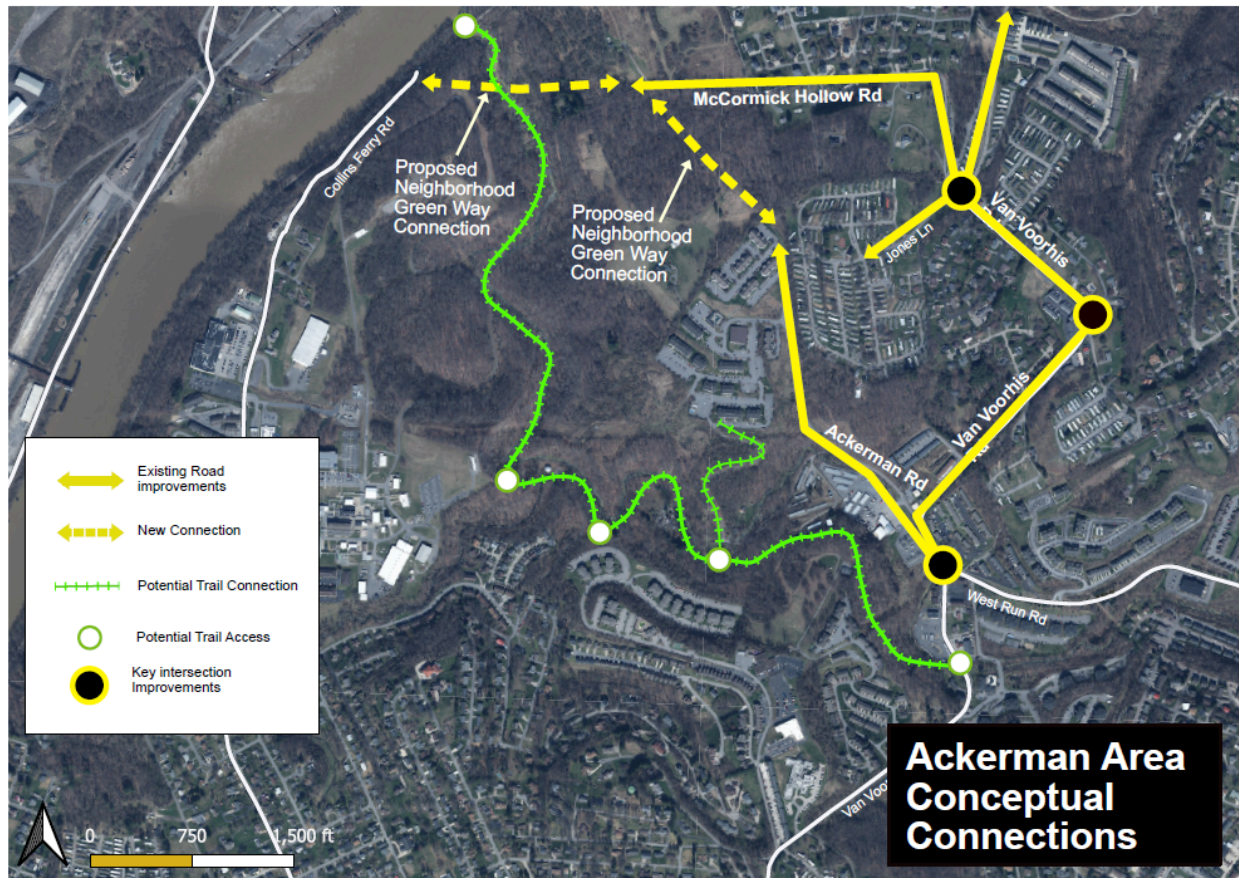 McCormick Hollow Rd
Collins Ferry Rd
Proposed
Neighborhood
Green Way
Connection
Proposed
Neighborhood
Green Way
Connection
Jones Ln
Van Voorhis
Van Voorhis
Rd
Ackerman Rd
West Run Rd
Existing Road
improvements
New Connection
Potential Trail Connection
Potential Trail Access
Key intersection
Improvements
Van
0 750 1,500 ft
Ackerman Area
Conceptual
Connections